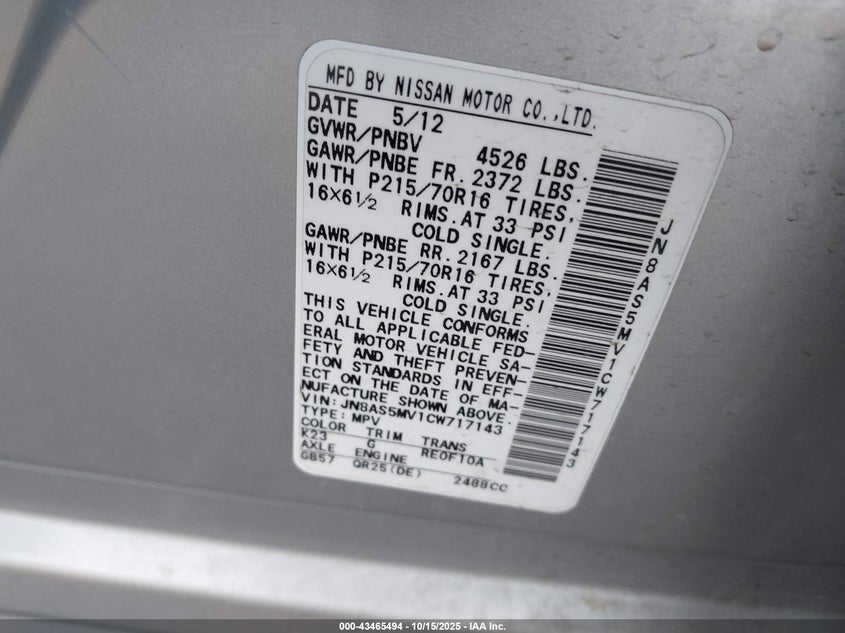 MFD BY NISSAN MOTOR CO.,LTD.
DATE 5/12
GVWR/PNBV 4526 LBS.
GAWR/PNBE FR. 2372 LBS.
WITH P215/70R16 TIRES,
16X6½ RIMS.AT 33 PSI
COLD SINGLE.
GAWR/PNBE RR. 2167 LBS.
WITH P215/70R16 TIRES,
16X6½ RIMS.AT 33 PSI
COLD SINGLE.
THIS VEHICLE CONFORMS
TO ALL APPLICABLE FED-
ERAL MOTOR VEHICLE SA-
FETY AND THEFT PREVEN-
TION STANDARDS IN EFF-
ECT ON THE DATE OF MA-
NUFACTURE SHOWN ABOVE.
VIN: JN8AS5MV1CW717143
TYPE: MPV
COLOR TRIM TRANS
K23 G RE0F10A
AXLE ENGINE
GB57 QR25(DE) 2488CC
JN8AS5MV1CW717143
000-43465494 - 10/15/2025 - IAA Inc.